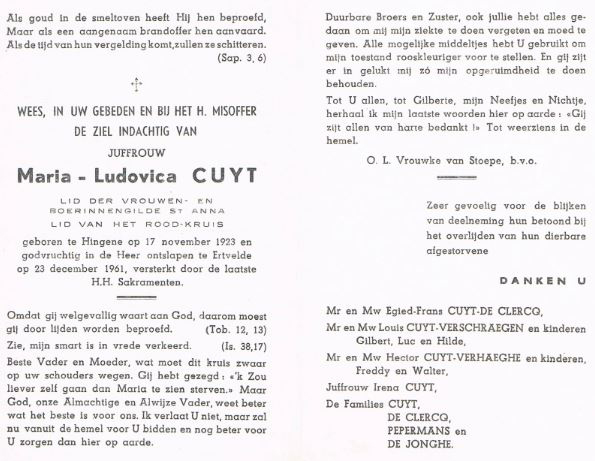 Als goud in de smeltoven heeft Hij hen beproefd,
Maar als een aangenaam brandoffer hen aanvaard.
Als de tijd van hun vergelding komt, zullen ze schitteren.
(Sap. 3, 6)
WEES, IN UW GEBEDEN EN BIJ HET H. MISOFFER
DE ZIEL INDACHTIG VAN
JUFFROUW
Maria - Ludovica CUYT
LID DER VROUWEN- EN
BOERINNENGILDE ST ANNA
LID VAN HET ROOD-KRUIS
geboren te Hingene op 17 november 1923 en
godvruchtig in de Heer ontslapen te Ertvelde
op 23 december 1961, versterkt door de laatste
H.H. Sakramenten.
Omdat gij welgevallig waart aan God, daarom moest
gij door lijden worden beproefd. (Tob. 12, 13)
Zie, mijn smart is in vrede verkeerd. (Is. 38,17)
Beste Vader en Moeder, wat moet dit kruis zwaar
op uw schouders wegen. Gij hebt gezegd : «'k Zou
liever zelf gaan dan Maria te zien sterven.» Maar
God, onze Almachtige en Alwijze Vader, weet beter
wat het beste is voor ons. Ik verlaat U niet, maar zal
nu vanuit de hemel voor U bidden en nog beter voor
U zorgen dan hier op aarde.
Duurbare Broers en Zuster, ook jullie hebt alles ge-
daan om mij mijn ziekte te doen vergeten en moed te
geven. Alle mogelijke middeltjes hebt U gebruikt om
mijn toestand rooskleuriger voor te stellen. En gij zijt
er in gelukt mij zó mijn opgeruimdheid te doen
behouden.
Tot U allen, tot Gilberte, mijn Neefjes en Nichtje,
herhaal ik mijn laatste woorden hier op aarde : «Gij
zijt allen van harte bedankt !» Tot weerziens in de
hemel.
O. L. Vrouwke van Stoepe, b.v.o.
Zeer gevoelig voor de blijken
van deelneming hun betoond bij
het overlijden van hun dierbare
afgestorvene
DANKEN U
Mr en Mw Egied-Frans CUYT-DE CLERCQ,
Mr en Mw Louis CUYT-VERSCHRAEGEN en kinderen
Gilbert, Luc en Hilde,
Mr en Mw Hector CUYT-VERHAEGHE en kinderen,
Freddy en Walter,
Juffrouw Irena CUYT,
De Families CUYT,
DE CLERCQ,
PEPERMANS en
DE JONGHE.